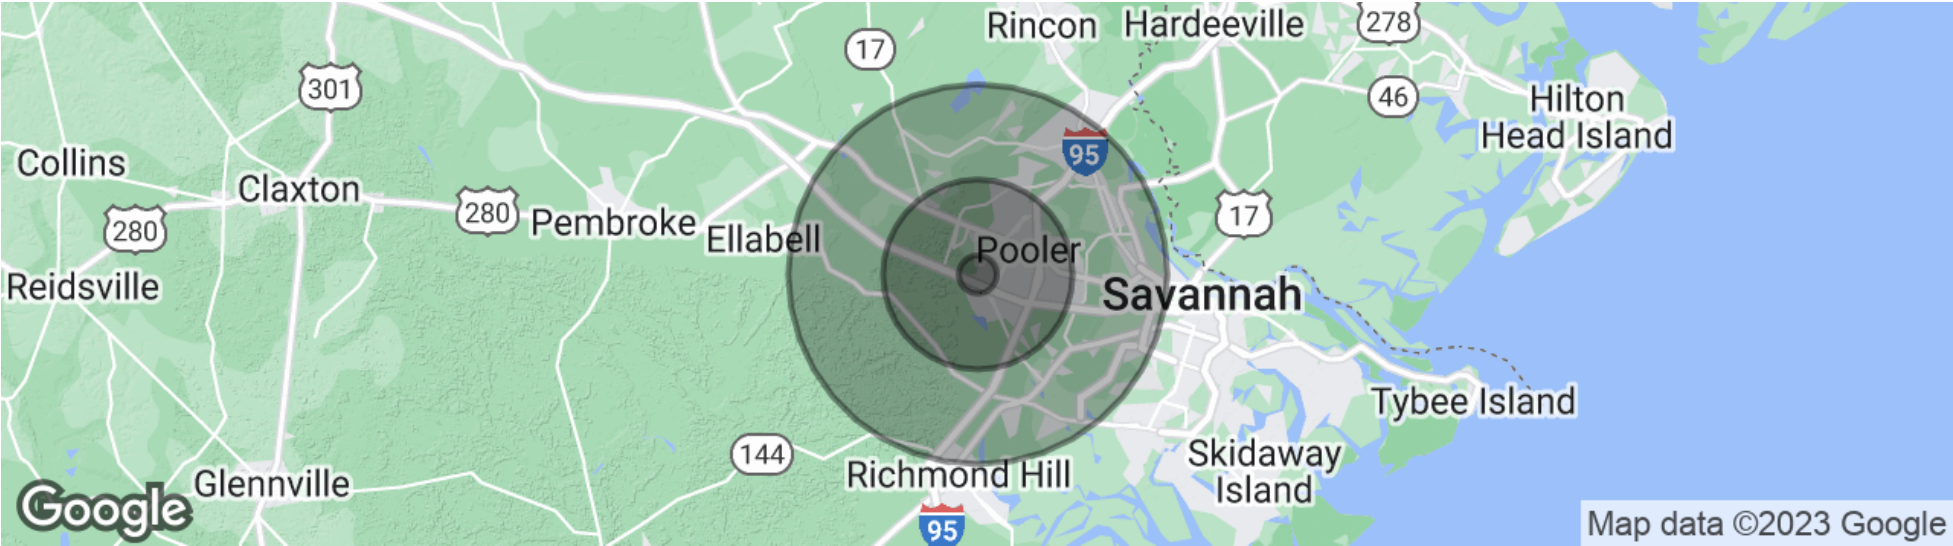 Rincon
Hardeeville
278
17
301
46
Hilton
Head Island
95
Collins
Claxton
280
280
Pembroke
17
Ellabell
Pooler
Reidsville
Savannah
Tybee Island
144
Skidaway
Island
Richmond Hill
Glennville
95
Google
Map data ©2023 Google